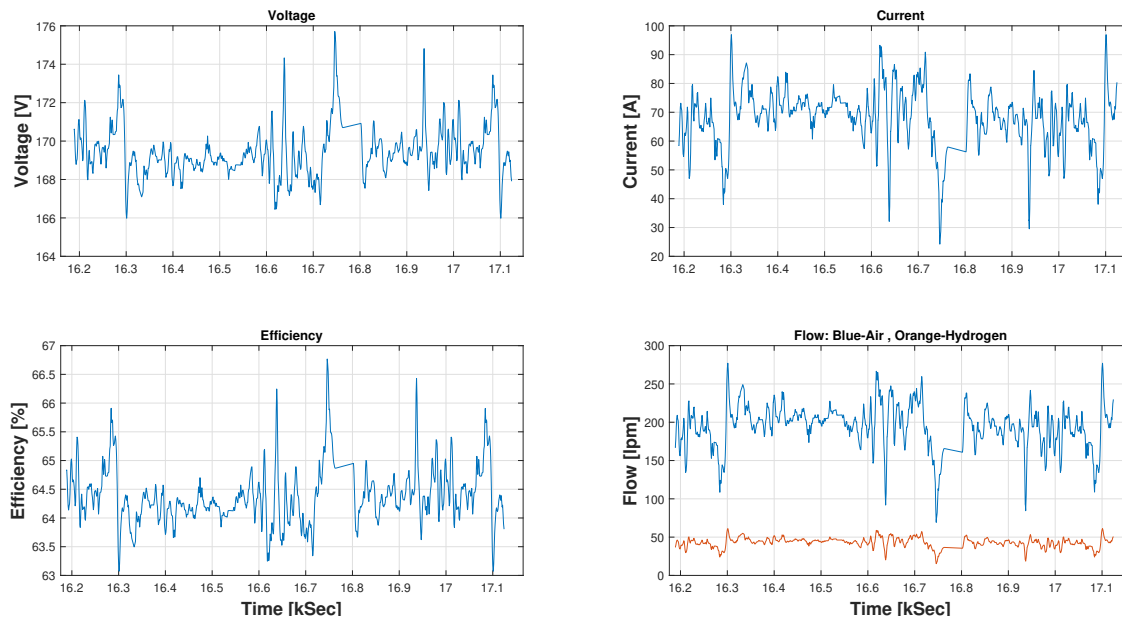 Voltage
Voltage [V]
176
174
172
170
168
166
164
16.2 16.3 16.4 16.5 16.6 16.7 16.8 16.9 17 17.1
Current
Current [A]
100
90
80
70
60
50
40
30
20
16.2 16.3 16.4 16.5 16.6 16.7 16.8 16.9 17 17.1
Efficiency
Efficiency [%]
67
66.5
66
65.5
65
64.5
64
63.5
63
16.2 16.3 16.4 16.5 16.6 16.7 16.8 16.9 17 17.1
Time [kSec]
Flow: Blue-Air , Orange-Hydrogen
Flow [lpm]
300
250
200
150
100
50
0
16.2 16.3 16.4 16.5 16.6 16.7 16.8 16.9 17 17.1
Time [kSec]